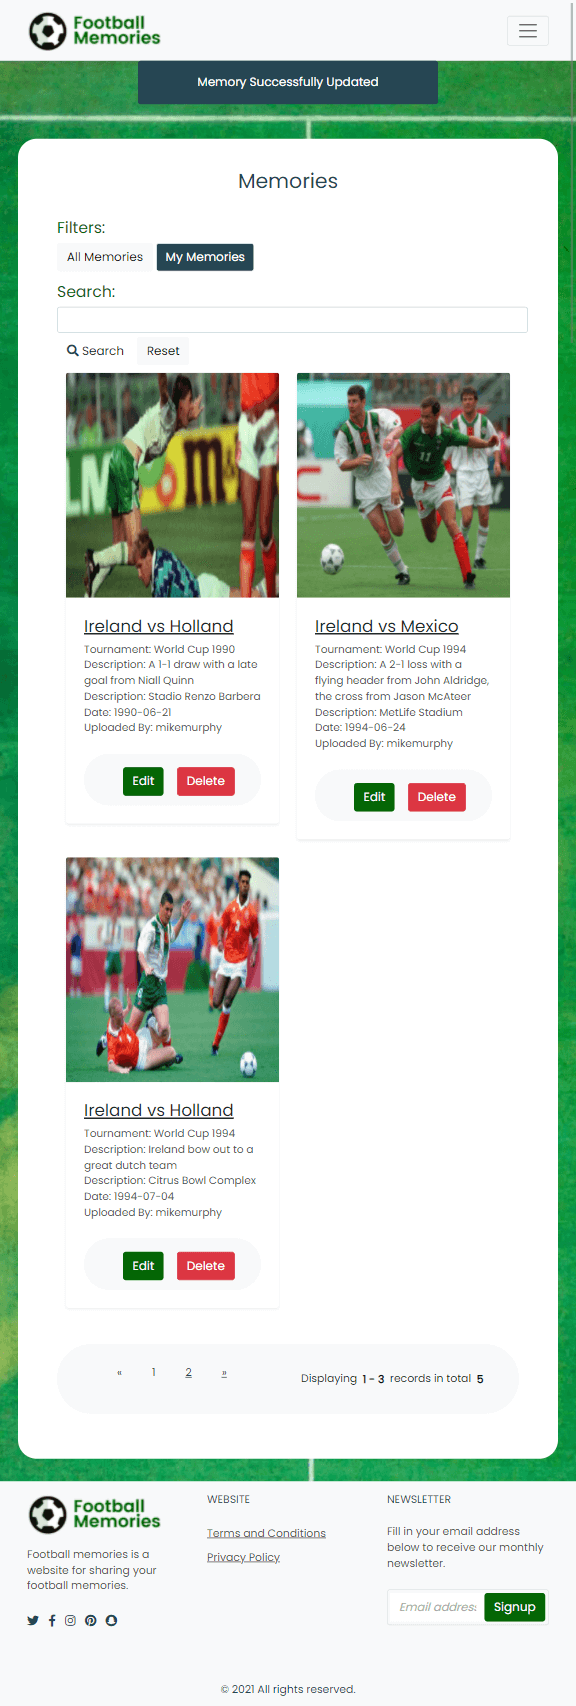 Football
Memories
Memory Successfully Updated
Memories
Filters:
All Memories My Memories
Search:
Search Reset
Ireland vs Holland
Tournament: World Cup 1990
Description: A 1-1 draw with a late
goal from Niall Quinn
Description: Stadio Renzo Barbera
Date: 1990-06-21
Uploaded By: mikemurphy
Edit Delete
11
Ireland vs Mexico
Tournament: World Cup 1994
Description: A 2-1 loss with a
flying header from John Aldridge,
the cross from Jason McAteer
Description: MetLife Stadium
Date: 1994-06-24
Uploaded By: mikemurphy
Edit Delete
Ireland vs Holland
Tournament: World Cup 1994
Description: Ireland bow out to a
great dutch team
Description: Citrus Bowl Complex
Date: 1994-07-04
Uploaded By: mikemurphy
Edit Delete
« 1 2 » Displaying 1 - 3 records in total 5
Football
Memories
Football memories is a
website for sharing your
football memories.
WEBSITE
Terms and Conditions
Privacy Policy
NEWSLETTER
Fill in your email address
below to receive our monthly
newsletter.
Email address Signup
© 2021 All rights reserved.